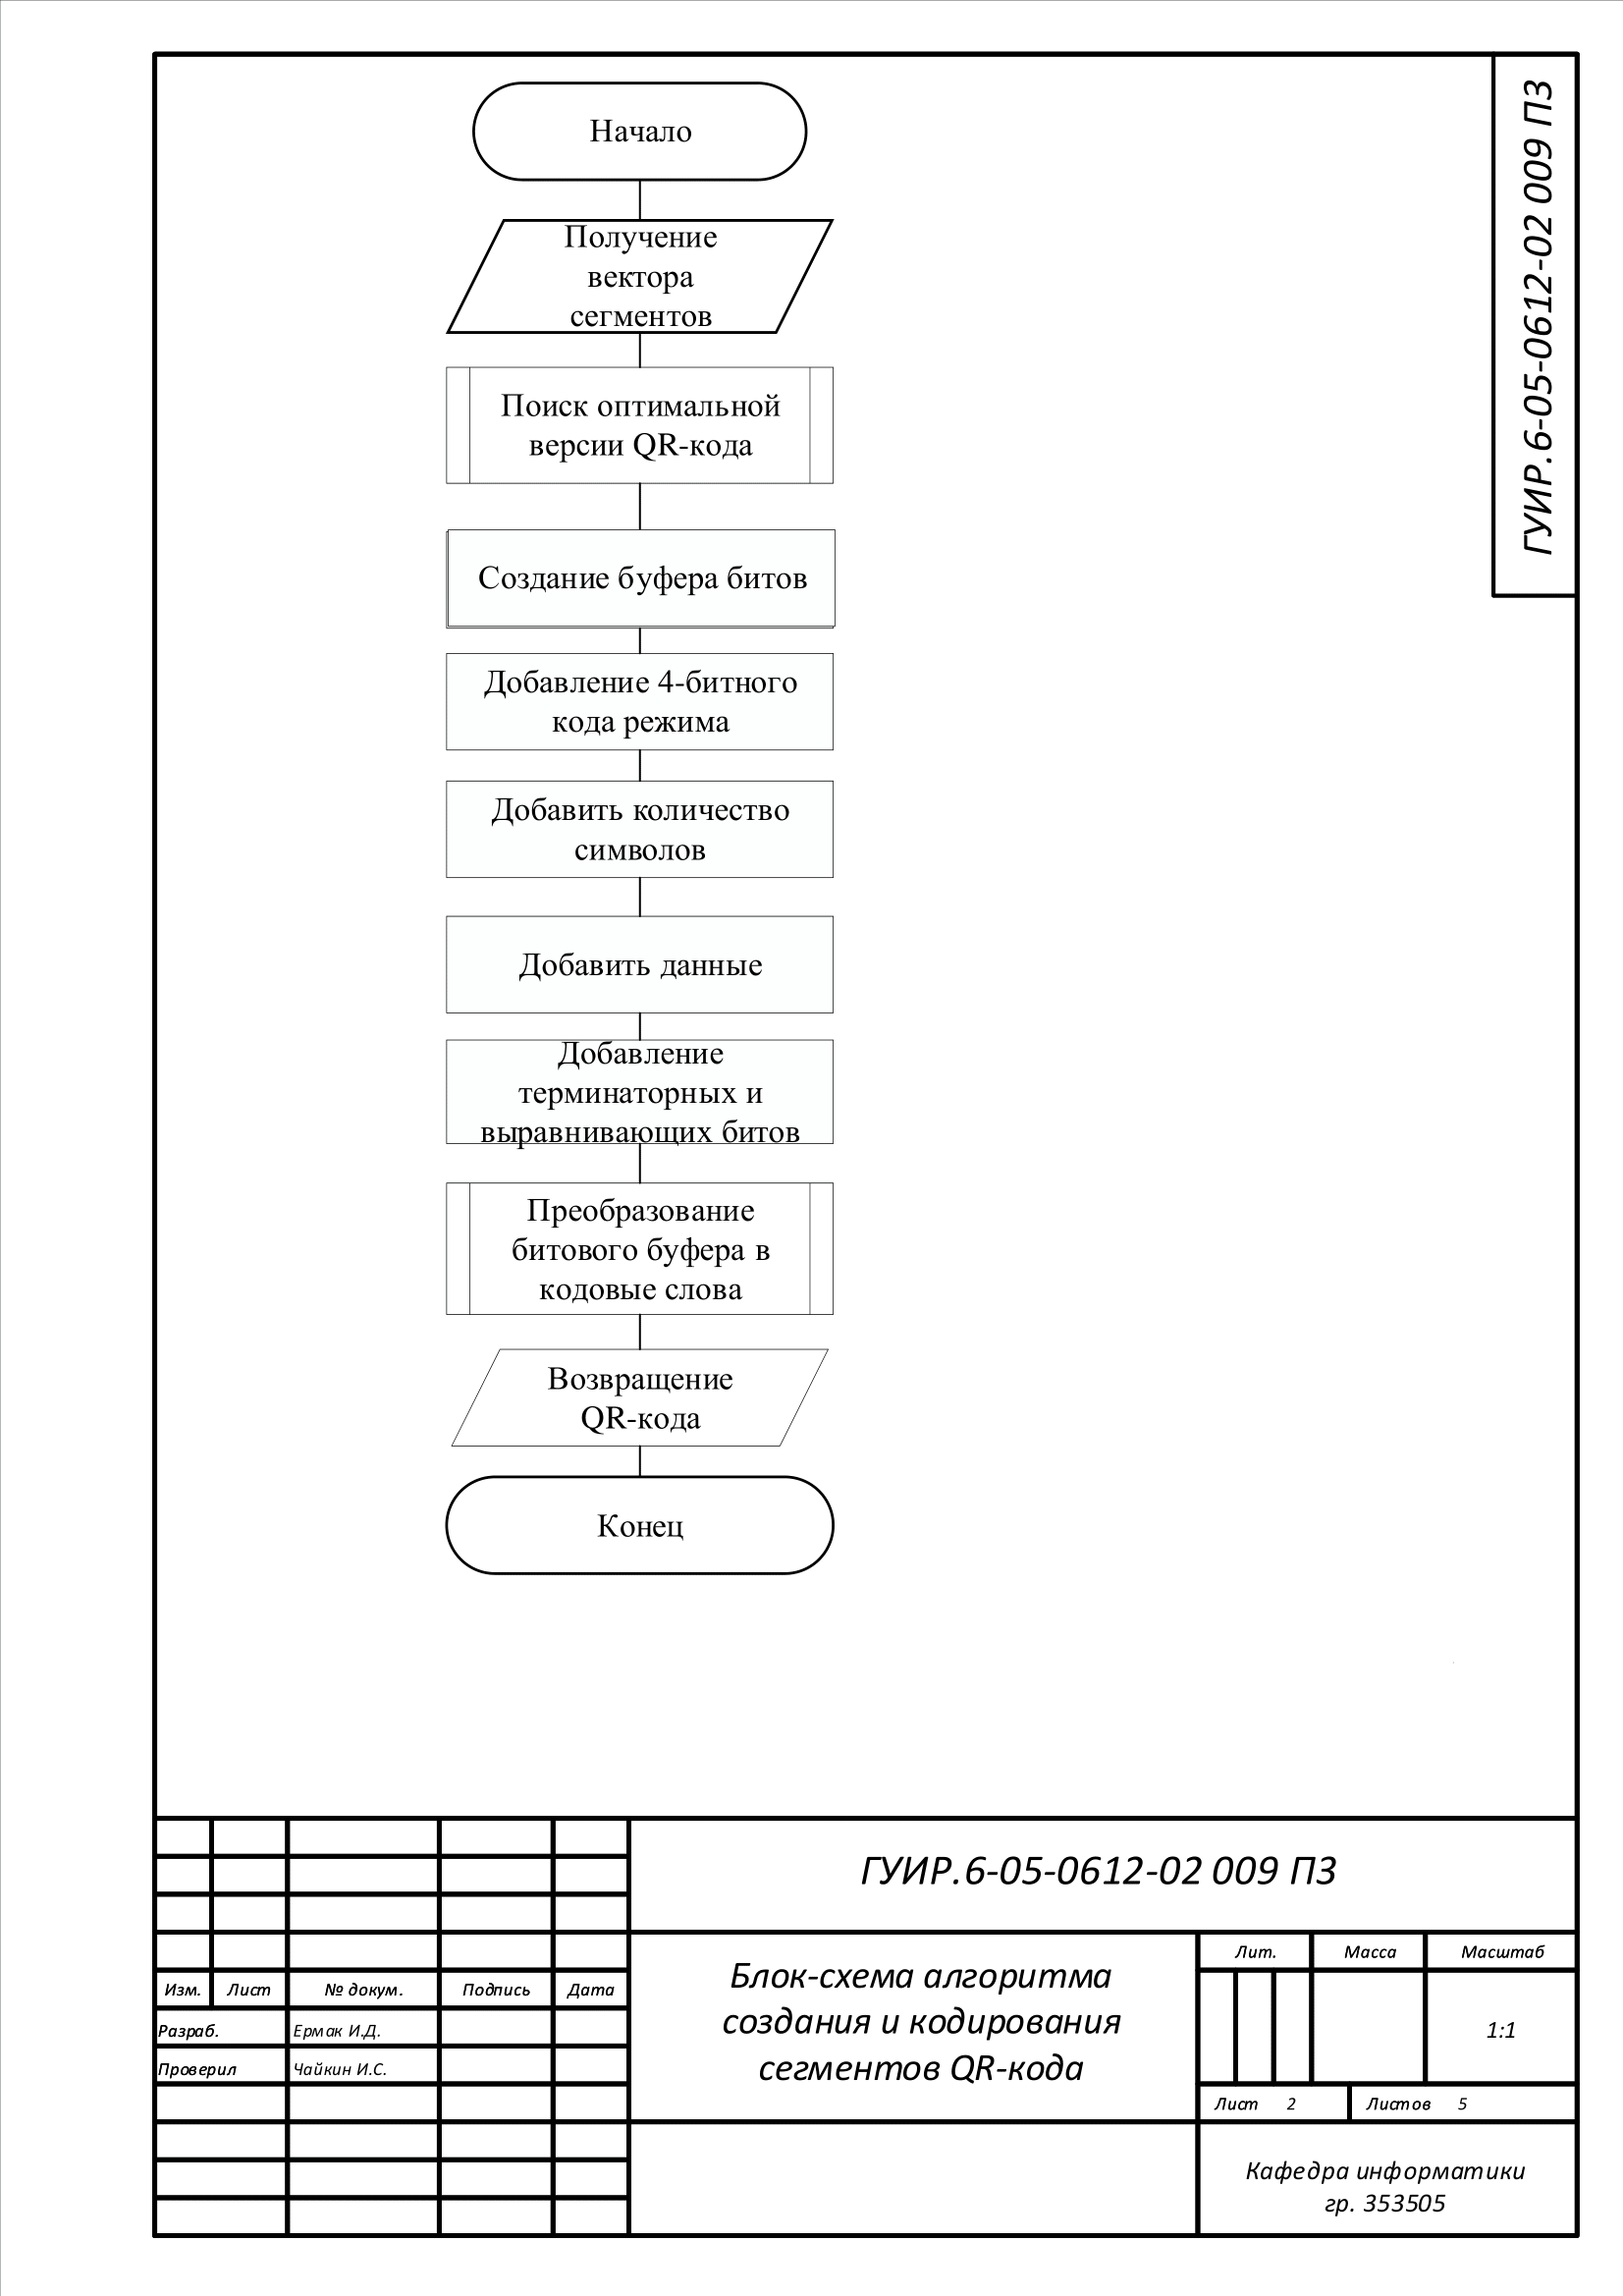 Начало
ГУИР.6-05-0612-02 009 ПЗ
Получение
вектора
сегментов
Поиск оптимальной
версии QR-кода
Создание буфера битов
Добавление 4-битного
кода режима
Добавить количество
символов
Добавить данные
Добавление
терминаторных и
выравнивающих битов
Преобразование
битового буфера в
кодовые слова
Возвращение
QR-кода
Конец
ГУИР.6-05-0612-02 009 ПЗ
Изм. Лист № докум. Подпись Дата
Разраб. Ермак И.Д.
Проверил Чайкин И.С.
Блок-схема алгоритма
создания и кодирования
сегментов QR-кода
Лит. Масса Масштаб
1:1
Лист 2 Листов 5
Кафедра информатики
гр. 353505